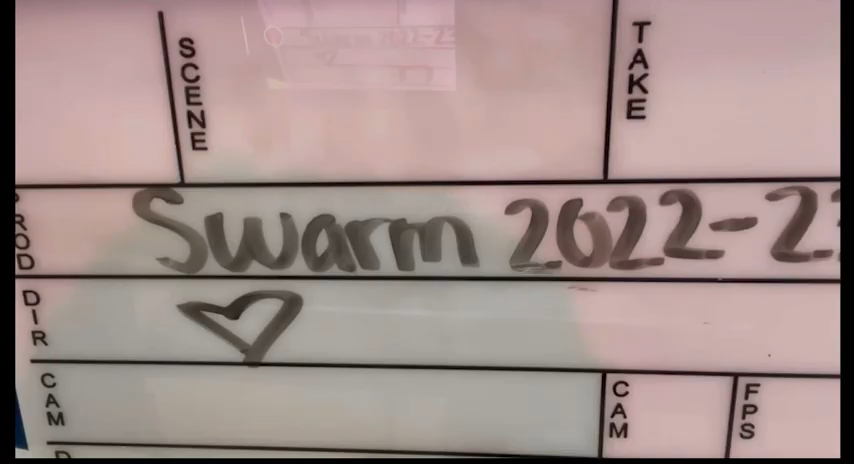 SCENE
TAKE
PROD
Swarm 2022-2
DIR
CAM
CAM
FPS